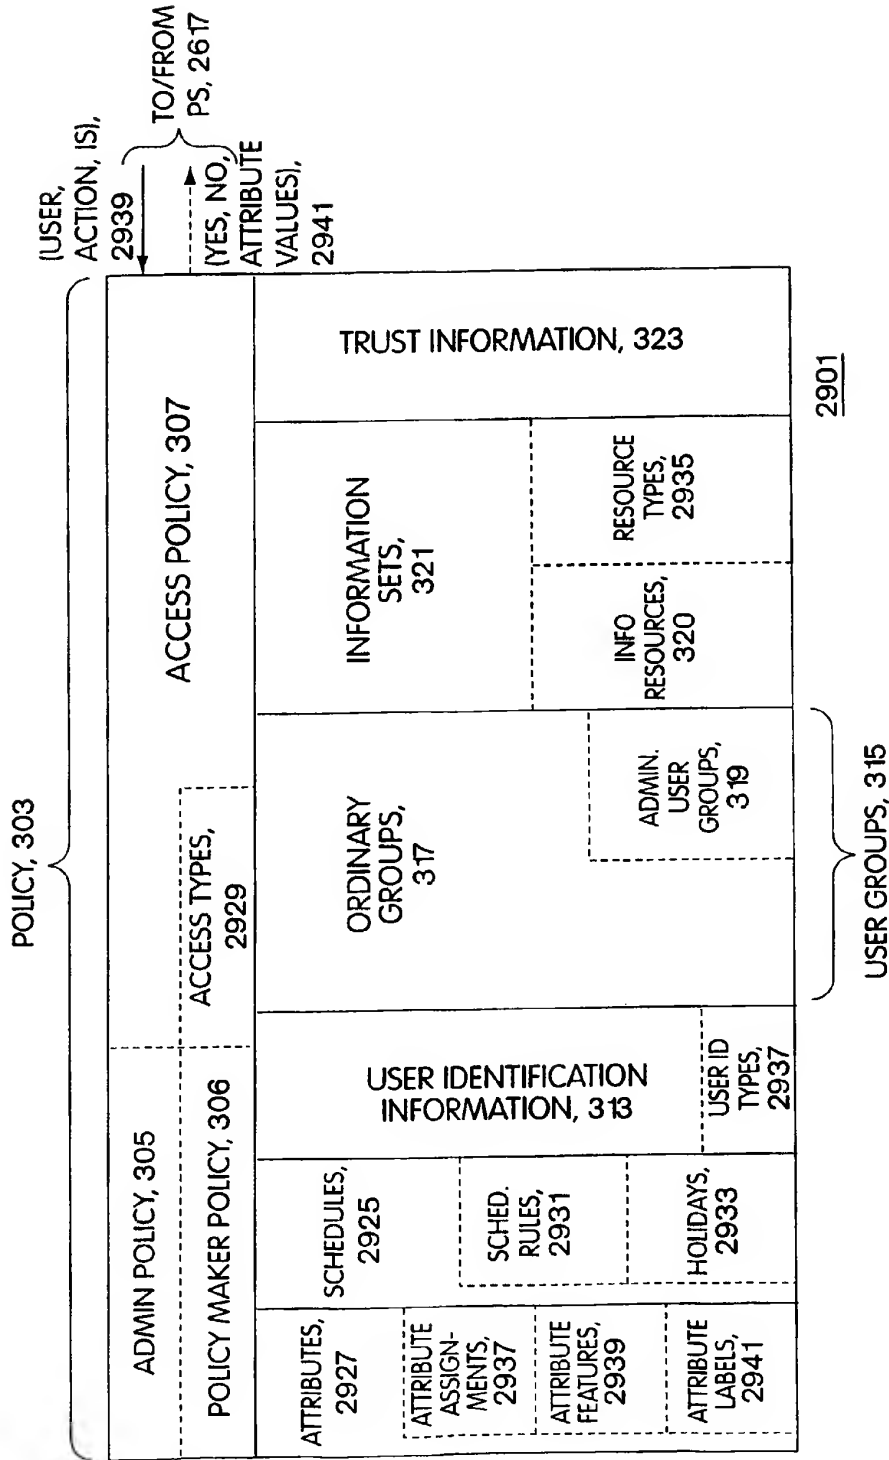 POLICY, 303
(USER,
ACTION, IS),
2939
TO/FROM
PS, 2617
(YES, NO,
ATTRIBUTE
VALUES),
2941
ADMIN POLICY, 305
POLICY MAKER POLICY, 306
ACCESS TYPES,
2929
ACCESS POLICY, 307
ATTRIBUTES,
2927
ATTRIBUTE
ASSIGN-
MENTS,
2937
ATTRIBUTE
FEATURES,
2939
ATTRIBUTE
LABELS,
2941
SCHEDULES,
2925
SCHED.
RULES,
2931
HOLIDAYS,
2933
USER IDENTIFICATION
INFORMATION, 313
USER ID
TYPES,
2937
ORDINARY
GROUPS,
317
ADMIN.
USER
GROUPS,
319
INFORMATION
SETS,
321
INFO
RESOURCES,
320
RESOURCE
TYPES,
2935
TRUST INFORMATION, 323
USER GROUPS, 315
2901